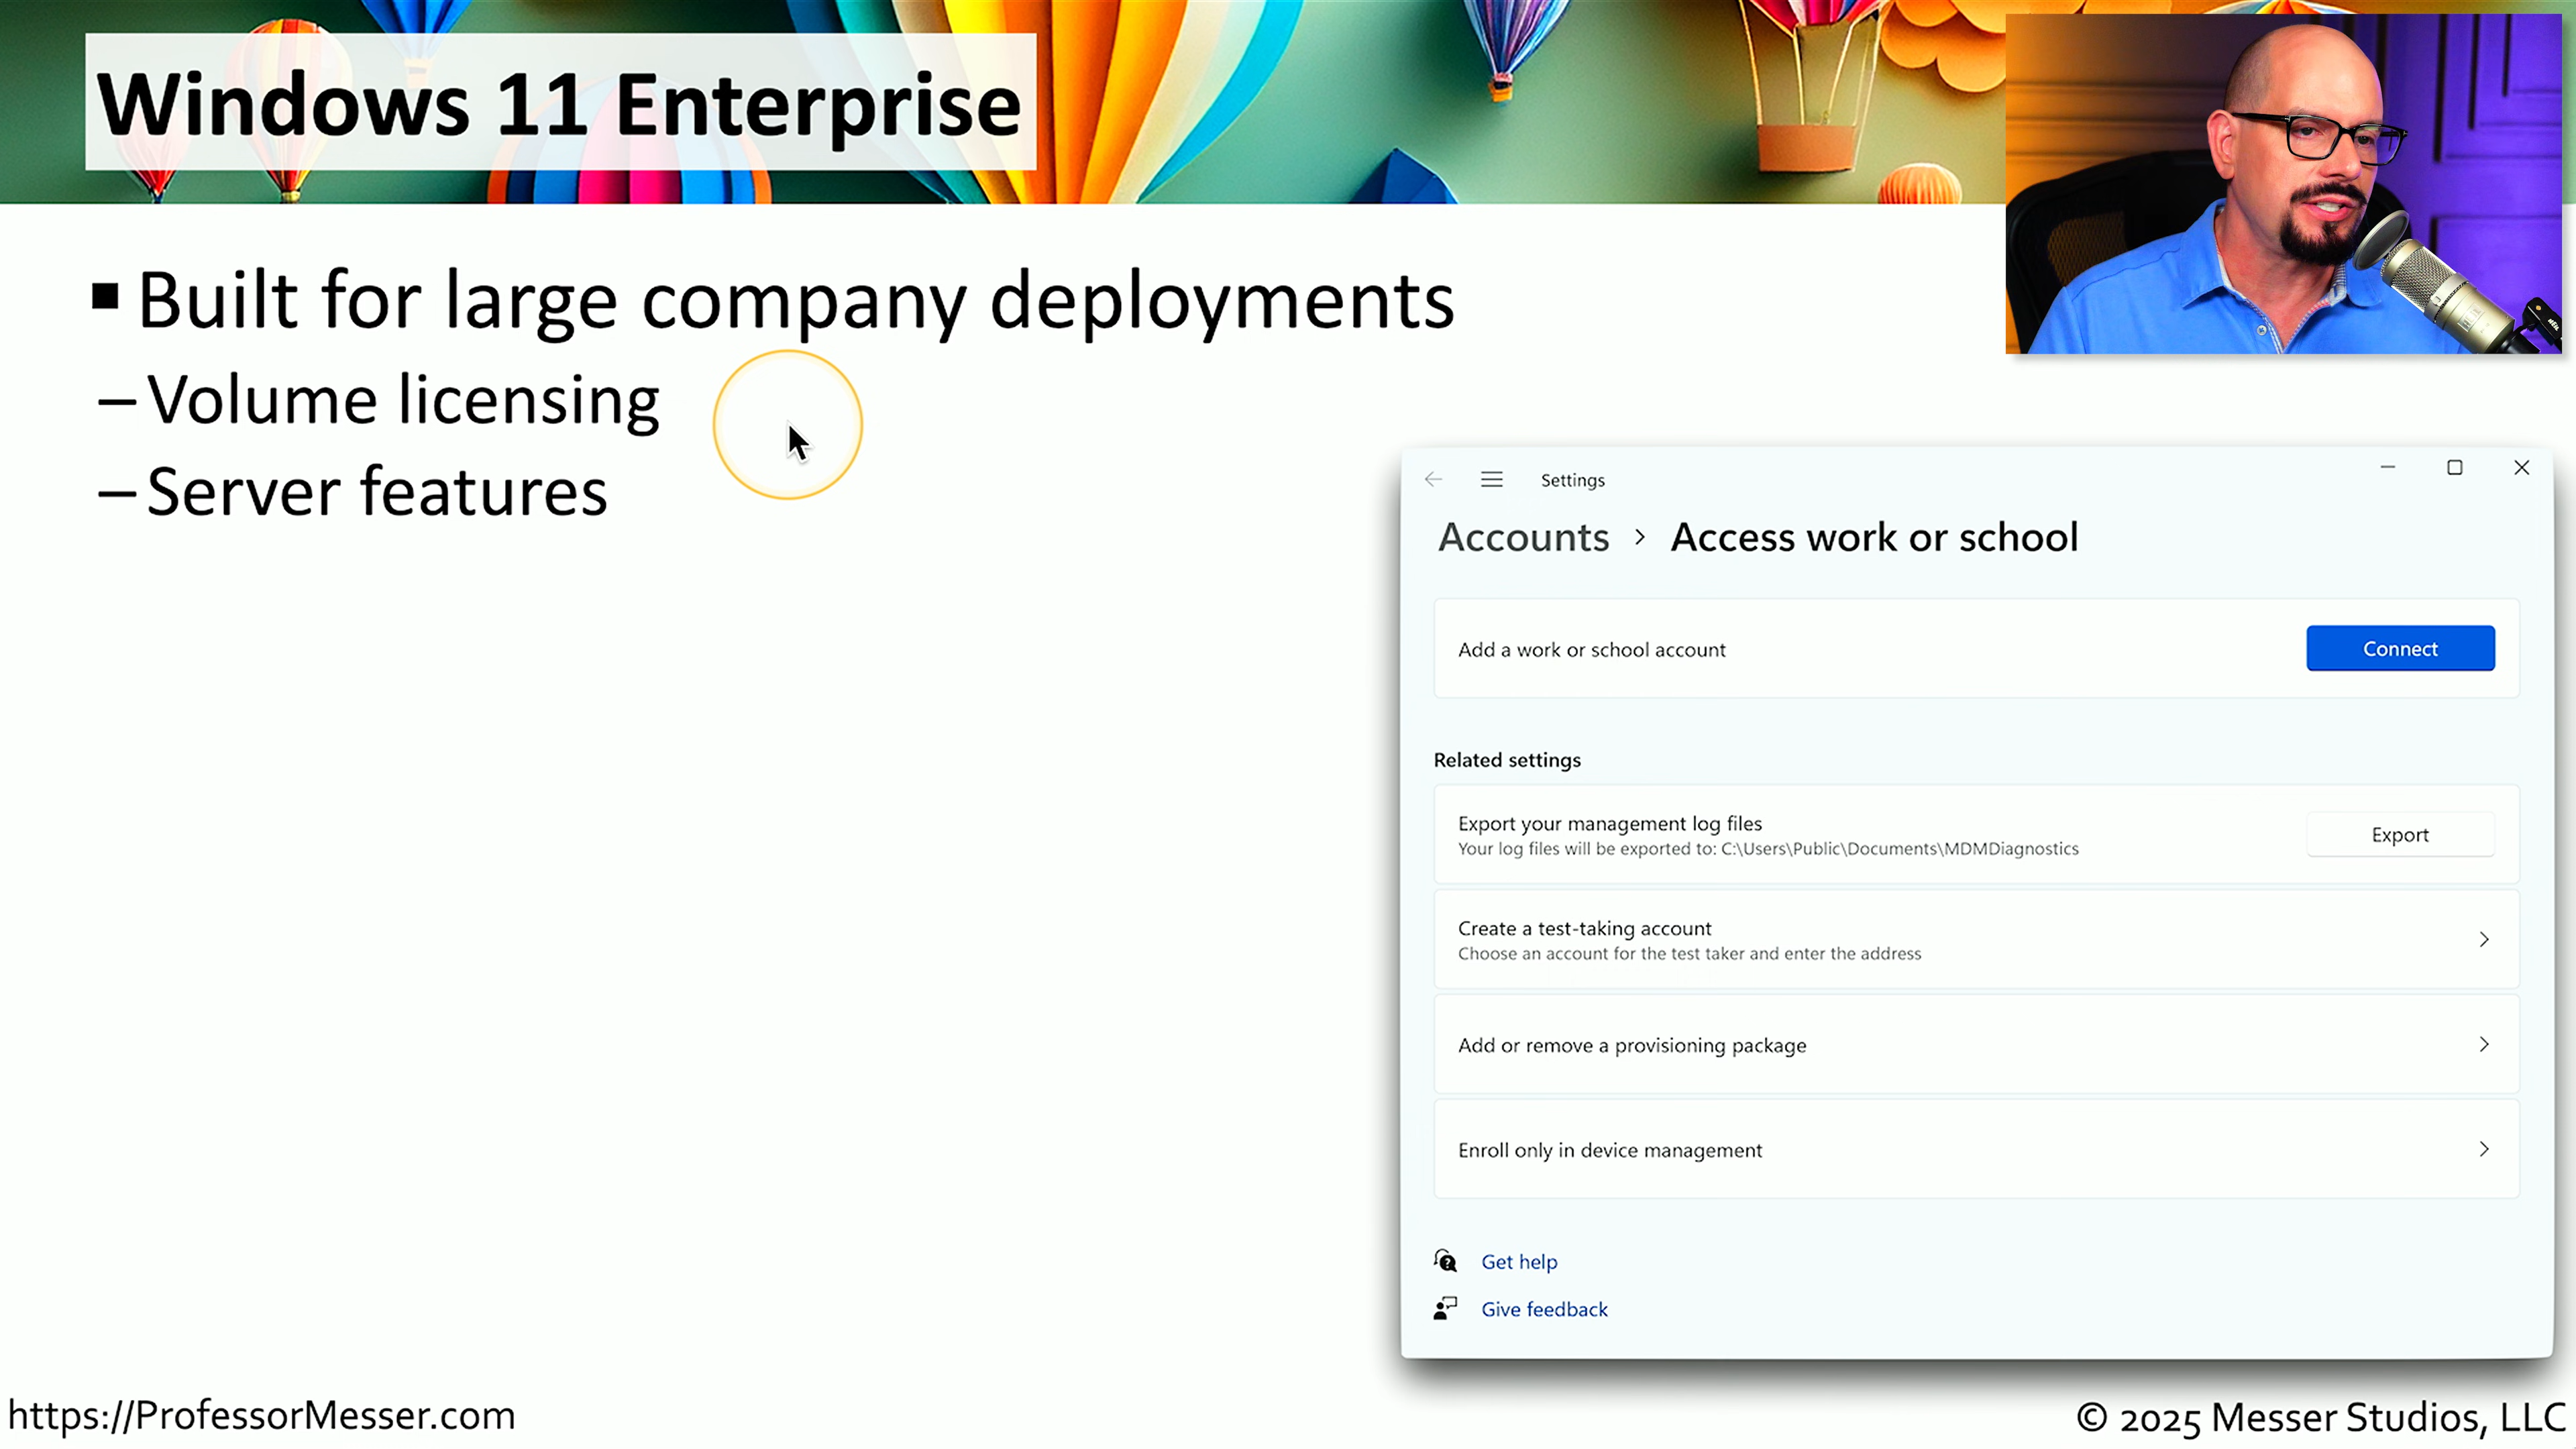 Windows 11 Enterprise
▪ Built for large company deployments
– Volume licensing
– Server features
Settings
Accounts > Access work or school
Add a work or school account
Connect
Related settings
Export your management log files
Your log files will be exported to: C:\Users\Public\Documents\MDMDiagnostics
Export
Create a test-taking account
Choose an account for the test taker and enter the address
Add or remove a provisioning package
Enroll only in device management
Get help
Give feedback
https://ProfessorMesser.com
© 2025 Messer Studios, LLC